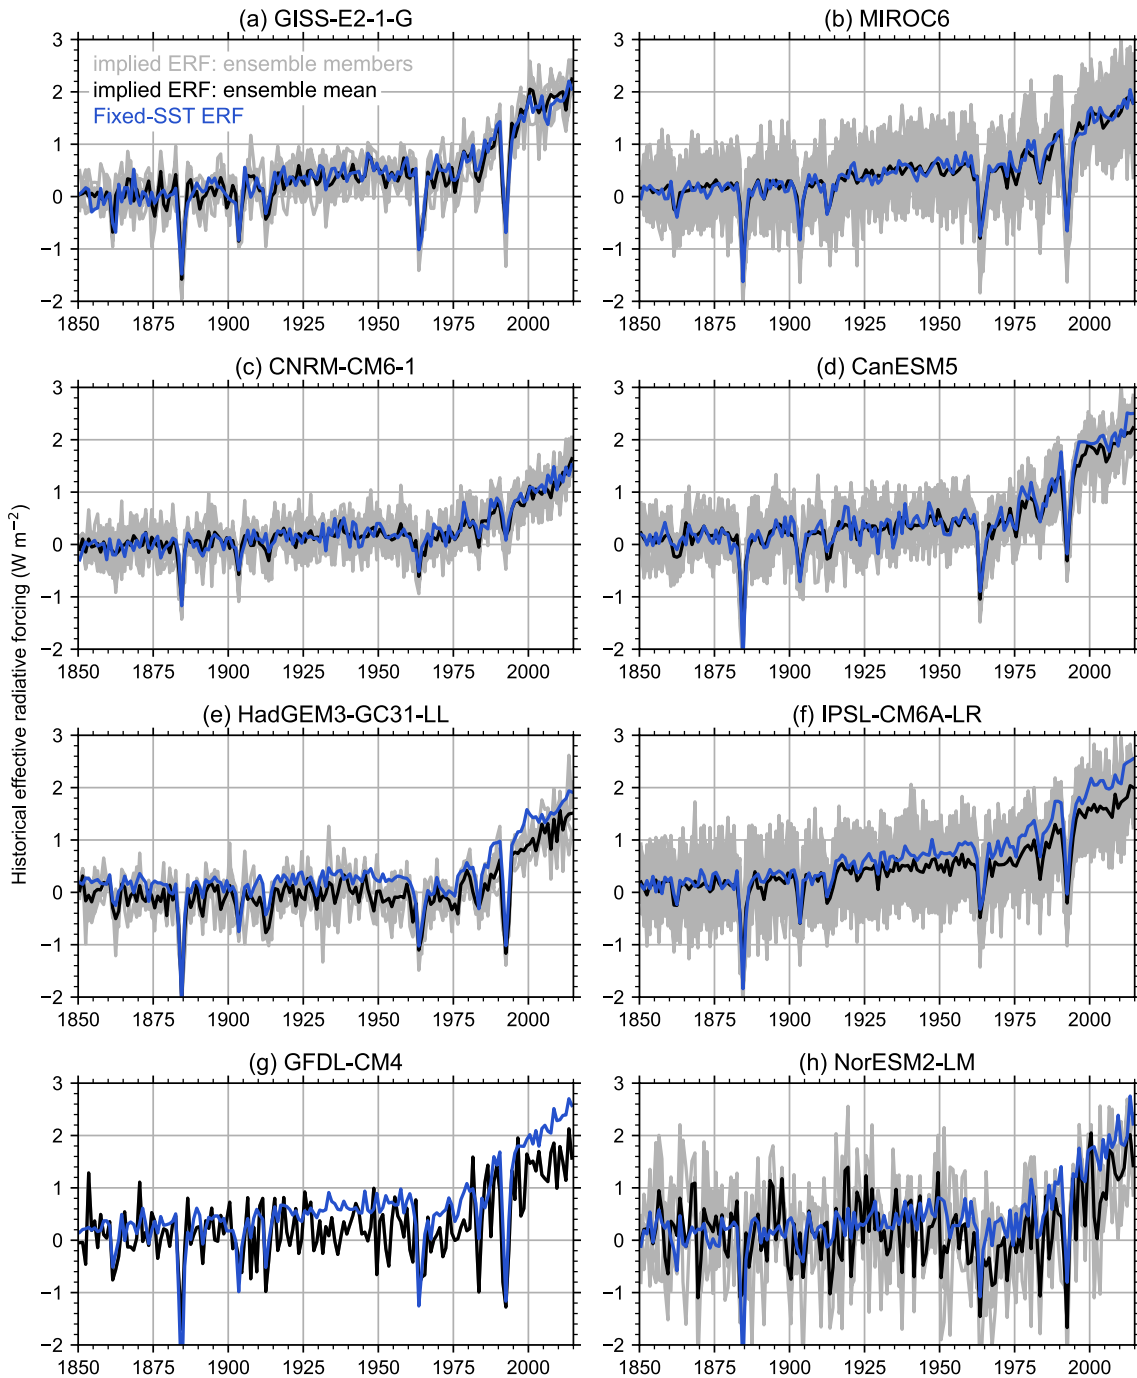 (a) GISS-E2-1-G
(b) MIROC6
implied ERF: ensemble members
implied ERF: ensemble mean
Fixed-SST ERF
3
2
1
0
−1
−2
1850 1875 1900 1925 1950 1975 2000
3
2
1
0
−1
−2
1850 1875 1900 1925 1950 1975 2000
(c) CNRM-CM6-1
(d) CanESM5
3
2
1
0
−1
−2
1850 1875 1900 1925 1950 1975 2000
3
2
1
0
−1
−2
1850 1875 1900 1925 1950 1975 2000
Historical effective radiative forcing (W m−2)
(e) HadGEM3-GC31-LL
(f) IPSL-CM6A-LR
3
2
1
0
−1
−2
1850 1875 1900 1925 1950 1975 2000
3
2
1
0
−1
−2
1850 1875 1900 1925 1950 1975 2000
(g) GFDL-CM4
(h) NorESM2-LM
3
2
1
0
−1
−2
1850 1875 1900 1925 1950 1975 2000
3
2
1
0
−1
−2
1850 1875 1900 1925 1950 1975 2000